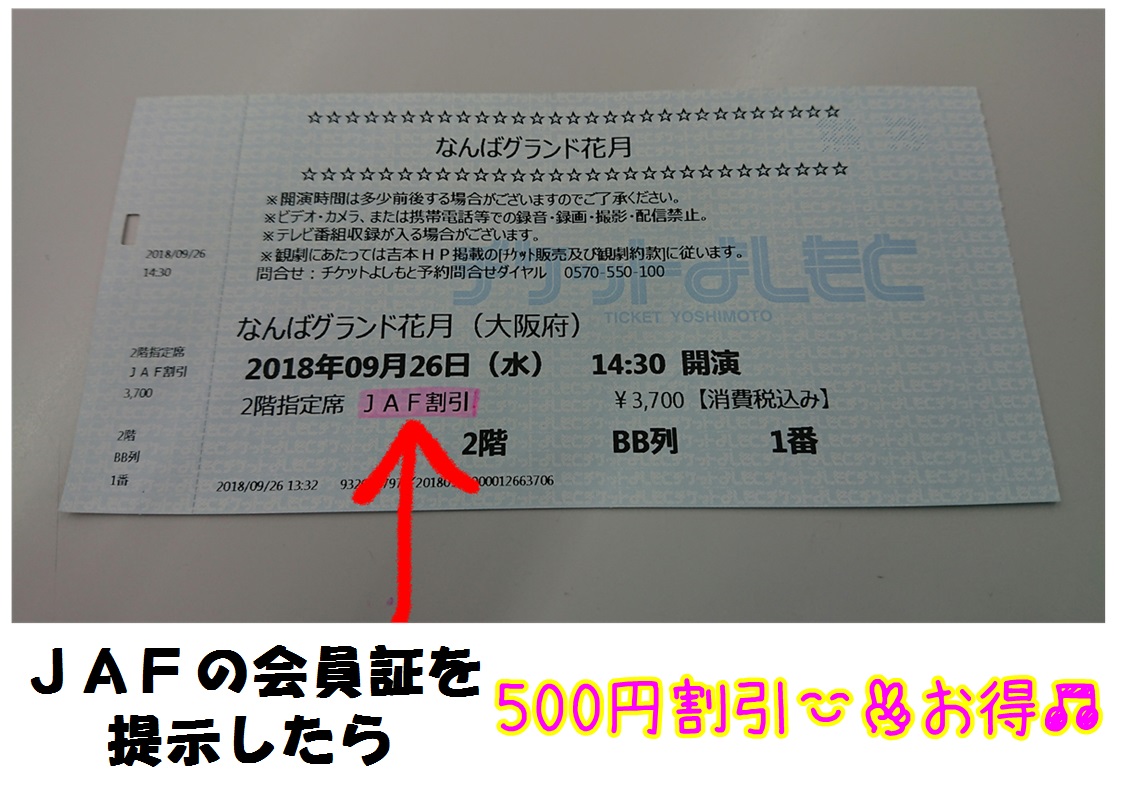 ☆☆☆☆☆☆☆☆☆☆☆☆☆☆☆☆☆☆☆☆☆☆☆☆☆☆☆☆☆
なんばグランド花月
☆☆☆☆☆☆☆☆☆☆☆☆☆☆☆☆☆☆☆☆☆☆☆☆☆☆☆☆☆
※開演時間は多少前後する場合がございますのでご了承ください。
※ビデオ・カメラ、または携帯電話等での録音・録画・撮影・配信禁止。
※テレビ番組収録が入る場合がございます。
※観劇にあたっては吉本HP掲載の[チケット販売及び観劇約款]に従います。
問合せ：チケットよしもと予約問合せダイヤル 0570-550-100
チケットよしもと
TICKET YOSHIMOTO
なんばグランド花月（大阪府）
2018年09月26日（水） 14:30 開演
2階指定席 ＪＡＦ割引 ￥3,700【消費税込み】
2階 BB列 1番
2018/09/26 13:32
000012663706
2018/09/26
14:30
2階指定席
ＪＡＦ割引
3,700
2階
BB列
1番
ＪＡＦの会員証を
提示したら
500円割引お得